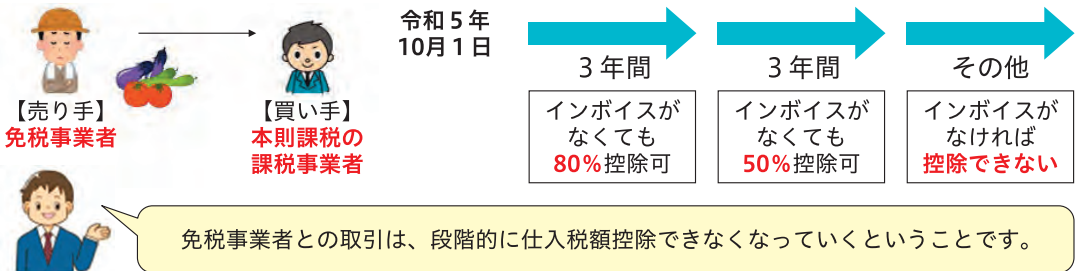 【売り手】
免税事業者
【買い手】
本則課税の
課税事業者
令和5年
10月1日
3年間
インボイスが
なくても
80%控除可
3年間
インボイスが
なくても
50%控除可
その他
インボイスが
なければ
控除できない
免税事業者との取引は、段階的に仕入税額控除できなくなっていくということです。